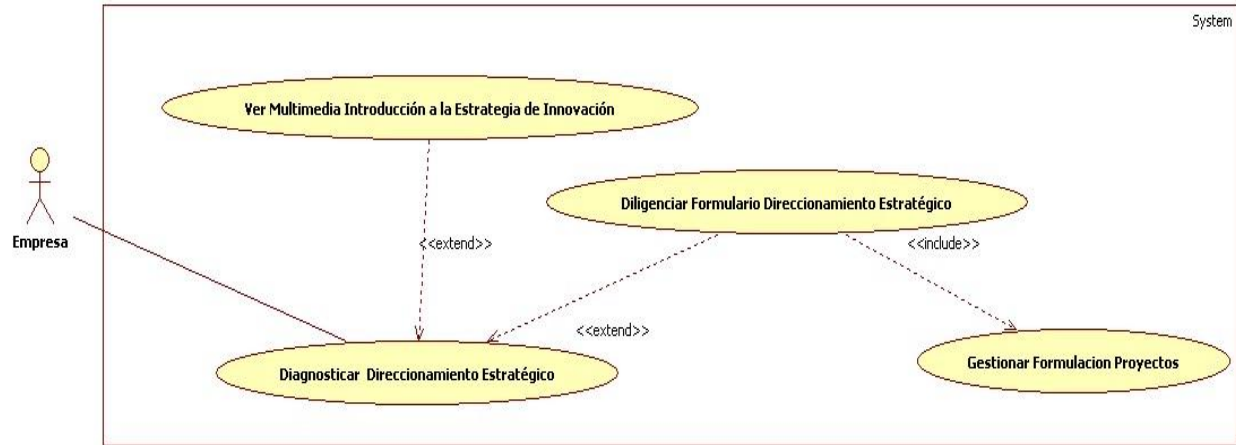 System
Ver Multimedia Introducción a la Estrategia de Innovación
Diligenciar Formulario Direccionamiento Estratégico
Empresa
<<extend>>
<<include>>
<<extend>>
Diagnosticar Direccionamiento Estratégico
Gestionar Formulacion Proyectos